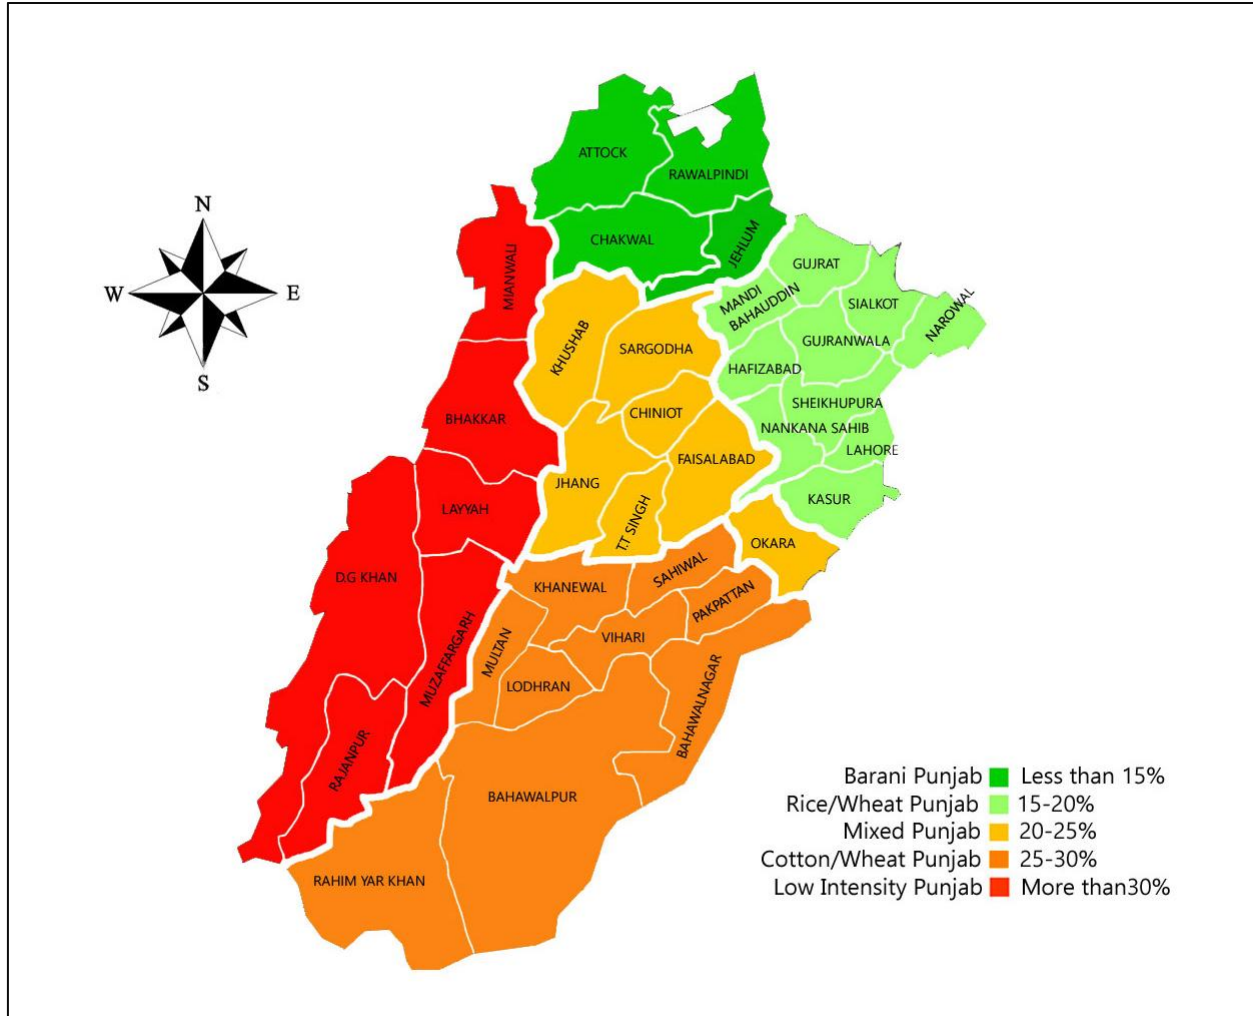 ATTOCK
RAWALPINDI
N
CHAKWAL
JEHLUM
MIANWALI
GUJRAT
W
E
MANDI
BAHAUDDIN
SIALKOT
NAROWAL
S
KHUSHAB
SARGODHA
GUJRANWALA
HAFIZABAD
BHAKKAR
CHINIOT
SHEIKHUPURA
NANKANA SAHIB
LAHORE
JHANG
FAISALABAD
LAYYAH
T.T SINGH
KASUR
OKARA
D.G KHAN
KHANEWAL
SAHIWAL
PAKPATTAN
MUZAFFARGARH
MULTAN
VIHARI
LODHRAN
BAHAWALNAGAR
RAJANPUR
BAHAWALPUR
RAHIM YAR KHAN
Barani Punjab Less than 15%
Rice/Wheat Punjab 15-20%
Mixed Punjab 20-25%
Cotton/Wheat Punjab 25-30%
Low Intensity Punjab More than30%